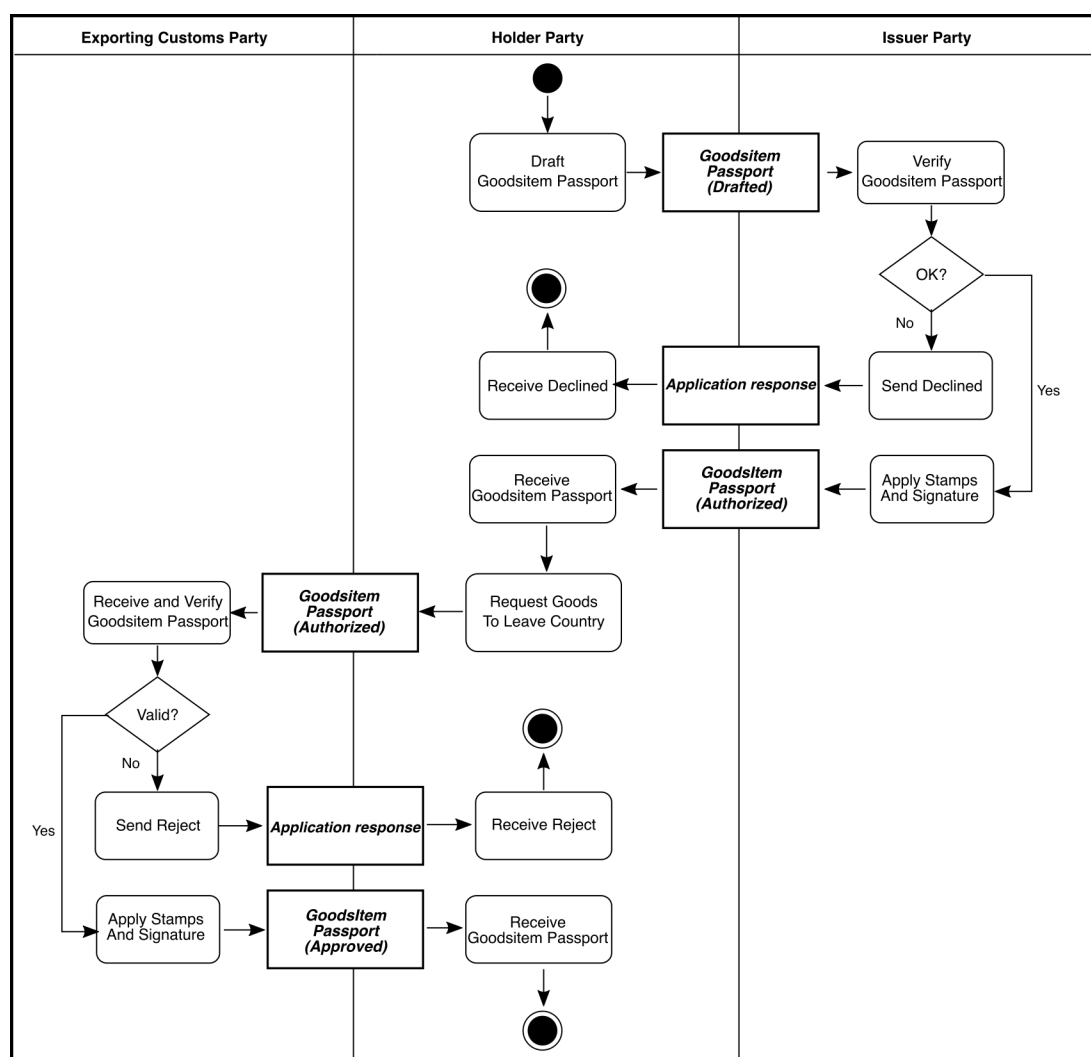 Exporting Customs Party
Holder Party
Issuer Party
Draft
Goodsitem Passport
Goodsitem
Passport
(Drafted)
Verify
Goodsitem Passport
OK?
No
Yes
Receive Declined
Application response
Send Declined
Receive
Goodsitem Passport
GoodsItem
Passport
(Authorized)
Apply Stamps
And Signature
Receive and Verify
Goodsitem Passport
Goodsitem
Passport
(Authorized)
Request Goods
To Leave Country
Valid?
No
Yes
Send Reject
Application response
Receive Reject
Apply Stamps
And Signature
GoodsItem
Passport
(Approved)
Receive
Goodsitem Passport